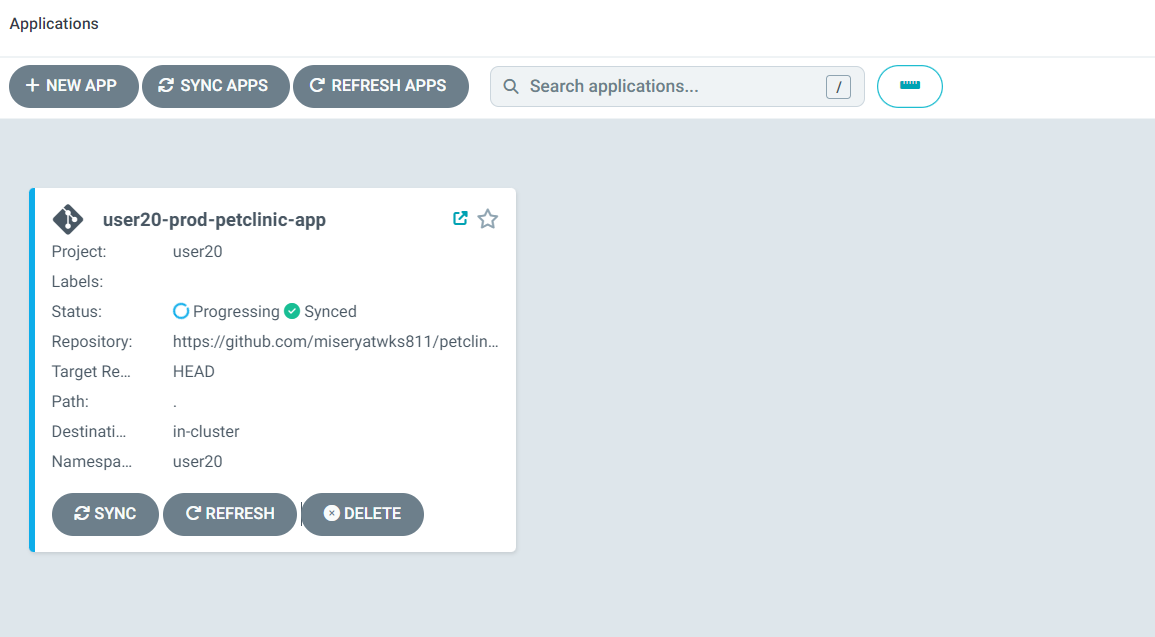 Applications
NEW APP SYNC APPS REFRESH APPS Search applications... /
user20-prod-petclinic-app
Project: user20
Labels:
Status: Progressing Synced
Repository: https://github.com/miseryatwks811/petclin...
Target Re... HEAD
Path: .
Destinati... in-cluster
Namespa... user20
SYNC REFRESH DELETE